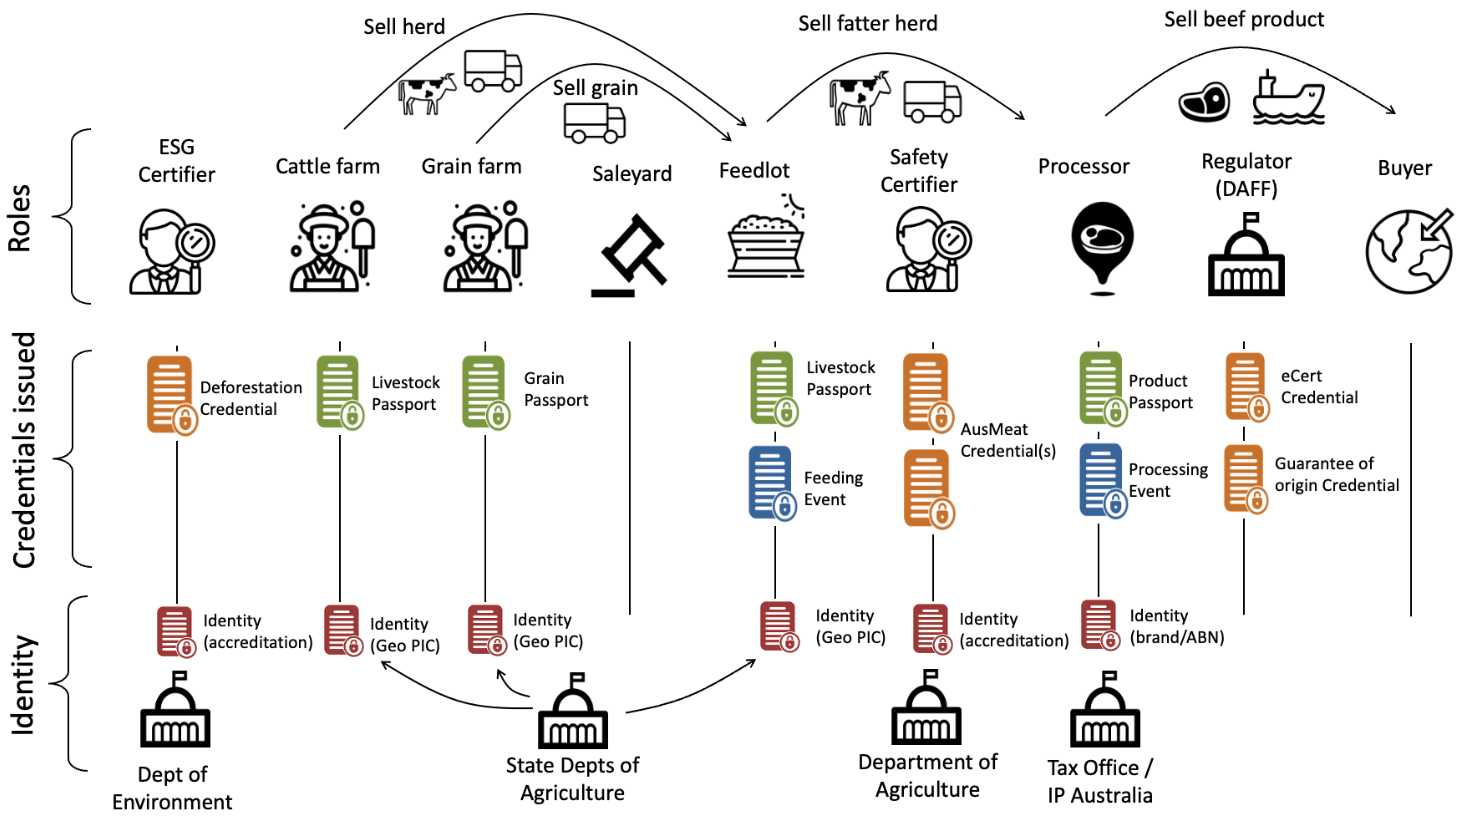 Sell herd
Sell grain
Sell fatter herd
Sell beef product
Roles
ESG
Certifier
Cattle farm
Grain farm
Saleyard
Feedlot
Safety
Certifier
Processor
Regulator
(DAFF)
Buyer
Credentials issued
Deforestation
Credential
Livestock
Passport
Grain
Passport
Livestock
Passport
Feeding
Event
AusMeat
Credential(s)
Product
Passport
Processing
Event
eCert
Credential
Guarantee of
origin Credential
Identity
Identity
(accreditation)
Identity
(Geo PIC)
Identity
(Geo PIC)
Identity
(Geo PIC)
Identity
(accreditation)
Identity
(brand/ABN)
Dept of
Environment
State Depts of
Agriculture
Department of
Agriculture
Tax Office /
IP Australia